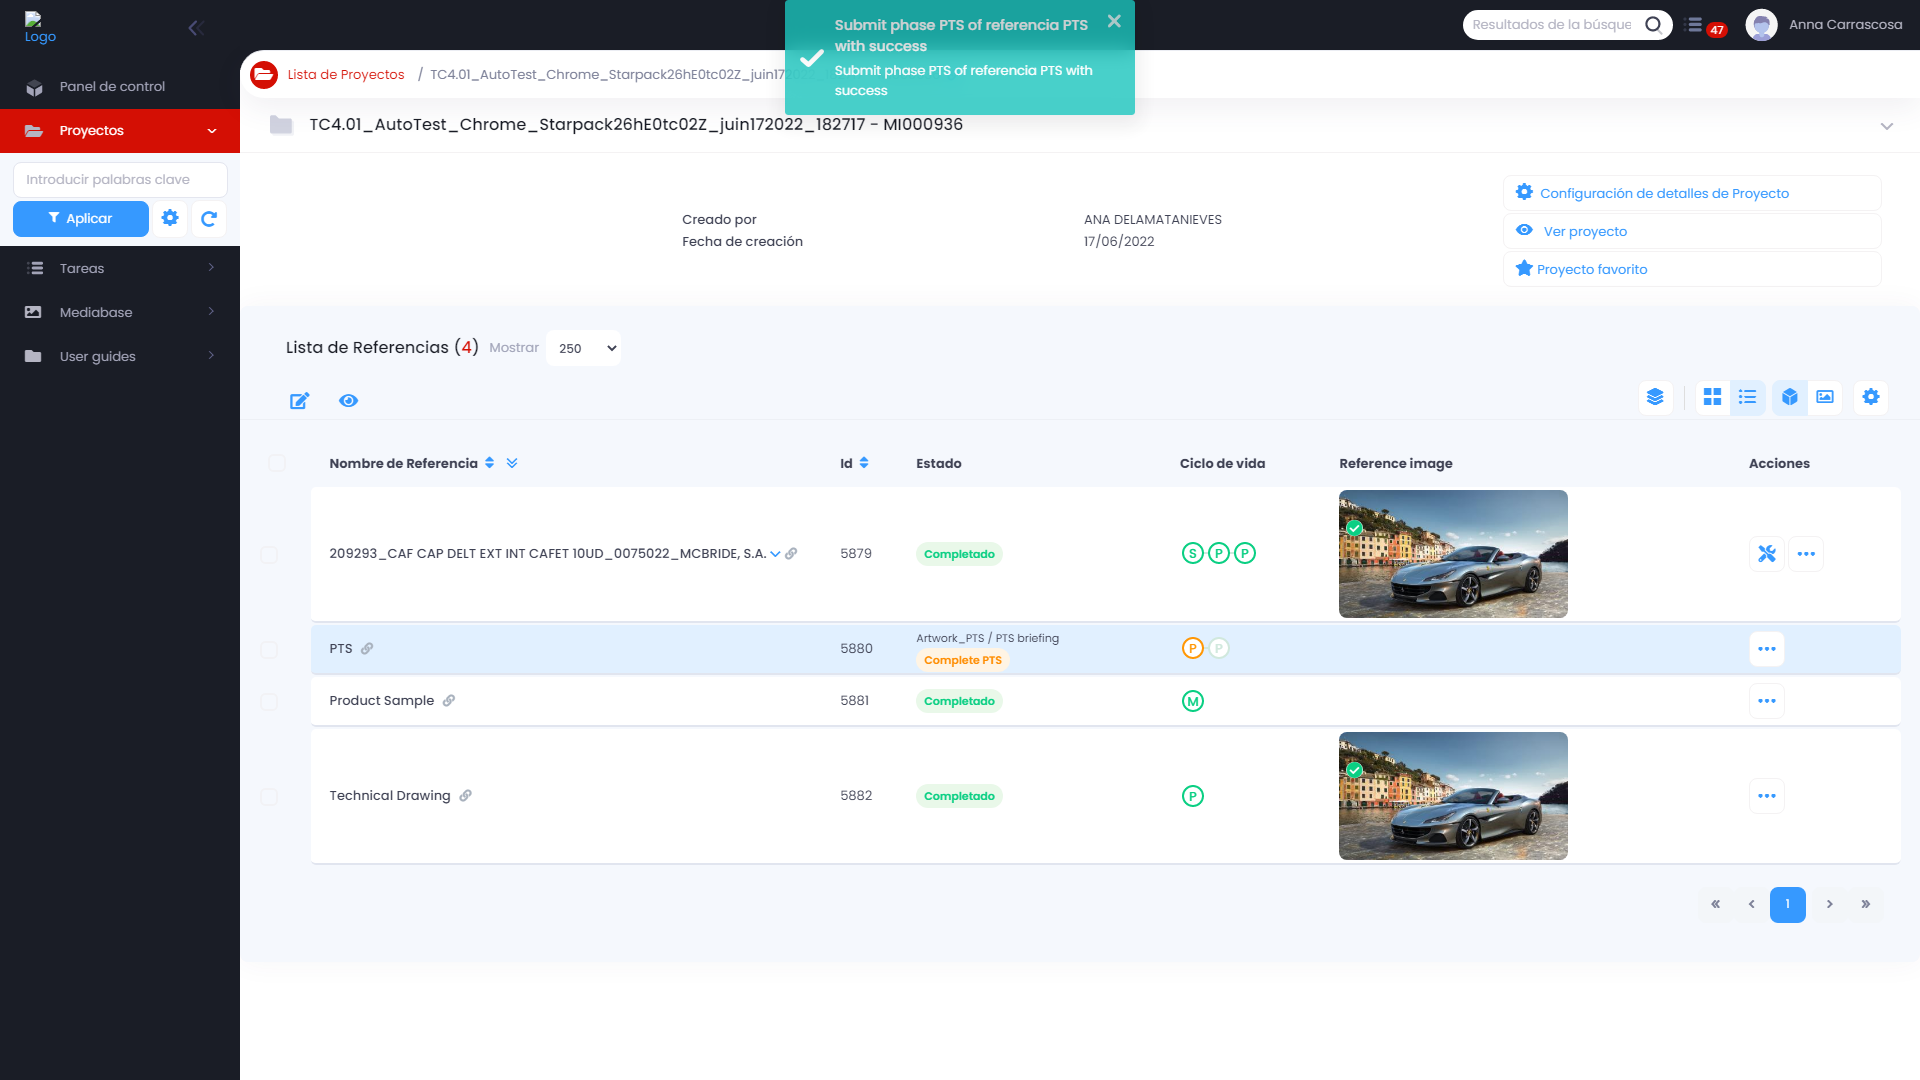 Logo
Submit phase PTS of referencia PTS
with success
Submit phase PTS of referencia PTS with
success
Resultados de la búsque
47
Anna Carrascosa
Panel de control
Proyectos
Introducir palabras clave
Aplicar
Tareas
Mediabase
User guides
Lista de Proyectos / TC4.01_AutoTest_Chrome_Starpack26hE0tc02Z_juin172022
TC4.01_AutoTest_Chrome_Starpack26hE0tc02Z_juin172022_182717 - MI000936
Creado por ANA DELAMATANIEVES
Fecha de creación 17/06/2022
Configuración de detalles de Proyecto
Ver proyecto
Proyecto favorito
Lista de Referencias (4) Mostrar 250
Nombre de Referencia Id Estado Ciclo de vida Reference image Acciones
209293_CAF CAP DELT EXT INT CAFET 10UD_0075022_MCBRIDE, S.A. 5879 Completado S P P
PTS 5880 Artwork_PTS / PTS briefing
Complete PTS P P
Product Sample 5881 Completado M
Technical Drawing 5882 Completado P
« ‹ 1 › »